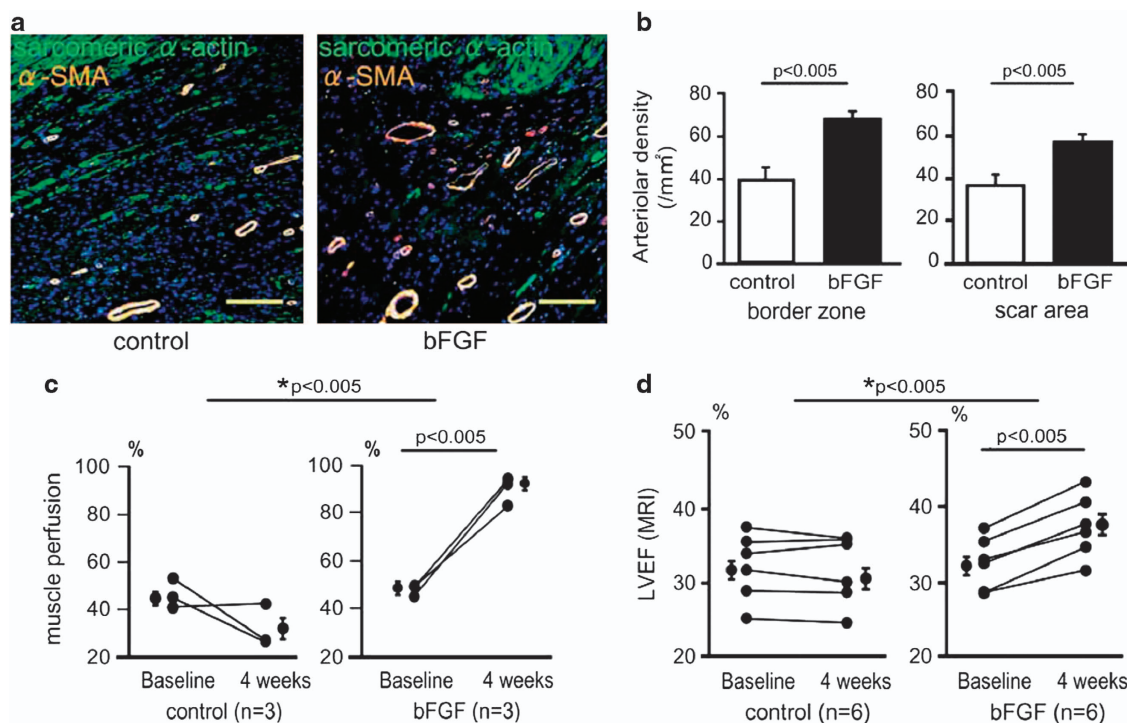 a
sarcomeric α-actin
α-SMA
sarcomeric α-actin
α-SMA
control
bFGF
b
p<0.005
p<0.005
Arteriolar density
(/mm²)
80
60
40
20
0
control
bFGF
border zone
80
60
40
20
0
control
bFGF
scar area
c
*p<0.005
muscle perfusion
%
100
80
60
40
20
Baseline
4 weeks
control (n=3)
%
p<0.005
100
80
60
40
20
Baseline
4 weeks
bFGF (n=3)
d
*p<0.005
LVEF (MRI)
%
50
40
30
20
Baseline
4 weeks
control (n=6)
%
p<0.005
50
40
30
20
Baseline
4 weeks
bFGF (n=6)